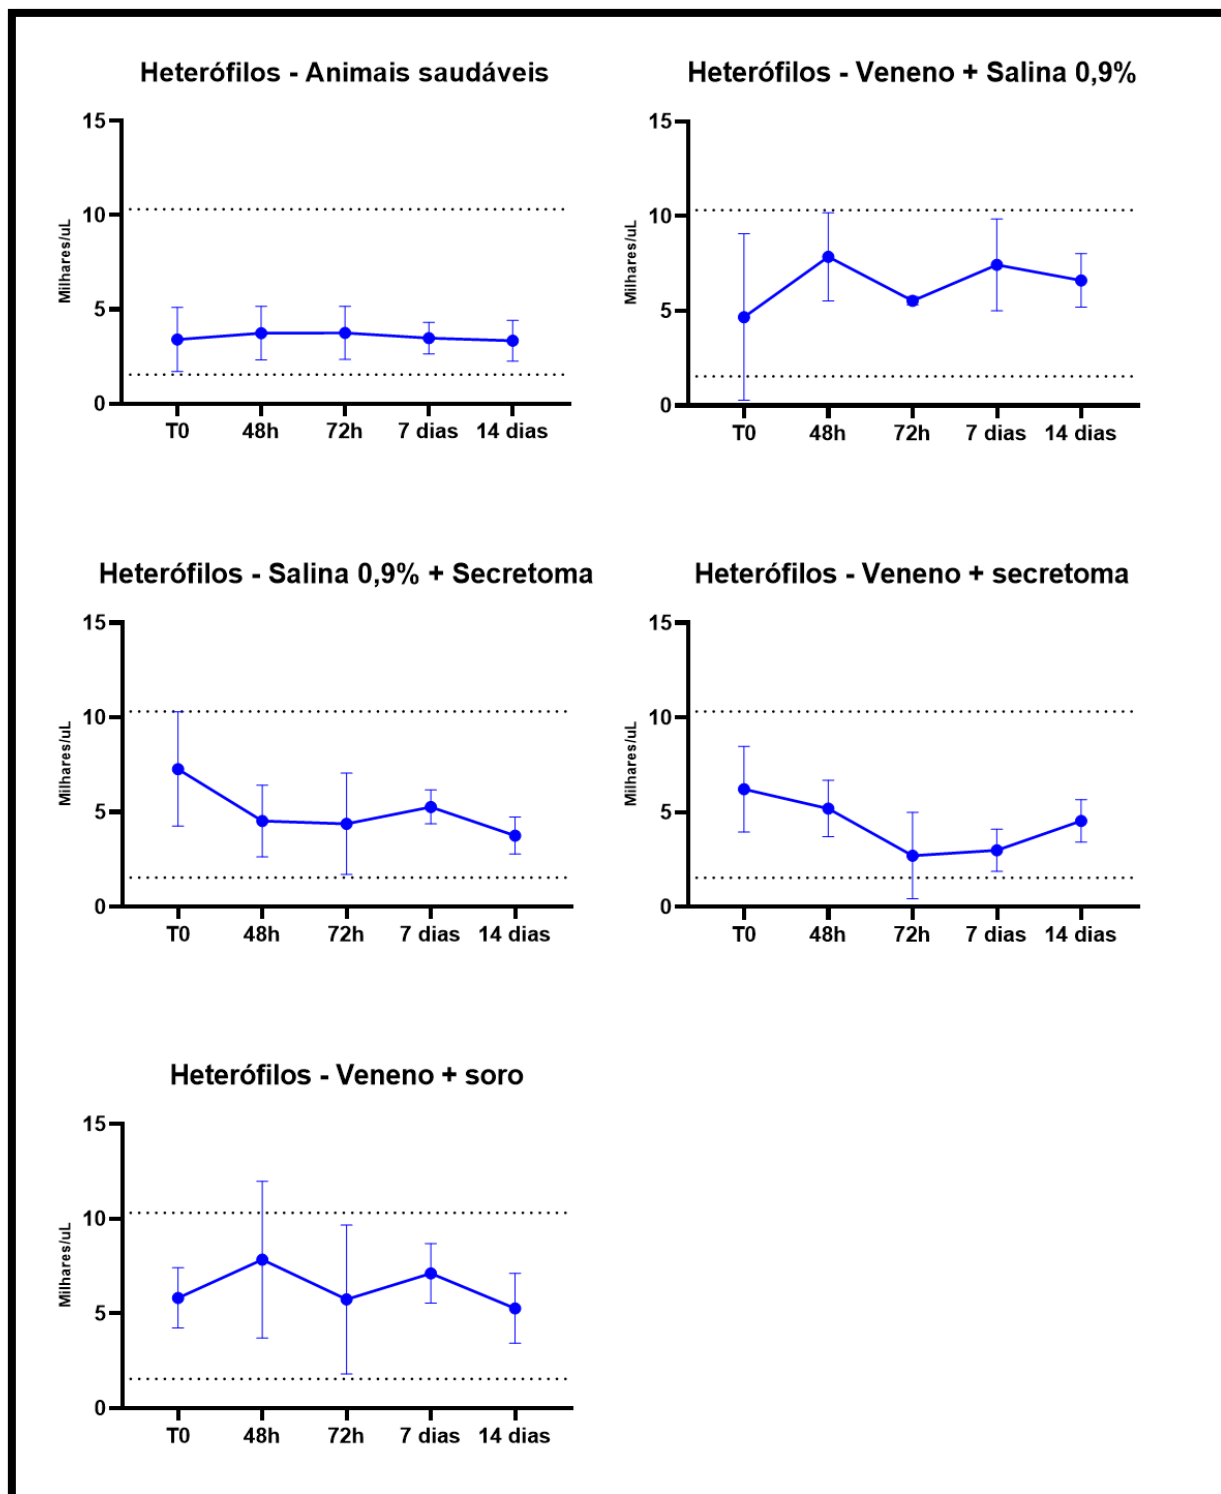 Heterófilos - Animais saudáveis
15
10
5
0
Milhares/uL
T0 48h 72h 7 dias 14 dias
Heterófilos - Veneno + Salina 0,9%
15
10
5
0
Milhares/uL
T0 48h 72h 7 dias 14 dias
Heterófilos - Salina 0,9% + Secretoma
15
10
5
0
Milhares/uL
T0 48h 72h 7 dias 14 dias
Heterófilos - Veneno + secretoma
15
10
5
0
Milhares/uL
T0 48h 72h 7 dias 14 dias
Heterófilos - Veneno + soro
15
10
5
0
Milhares/uL
T0 48h 72h 7 dias 14 dias